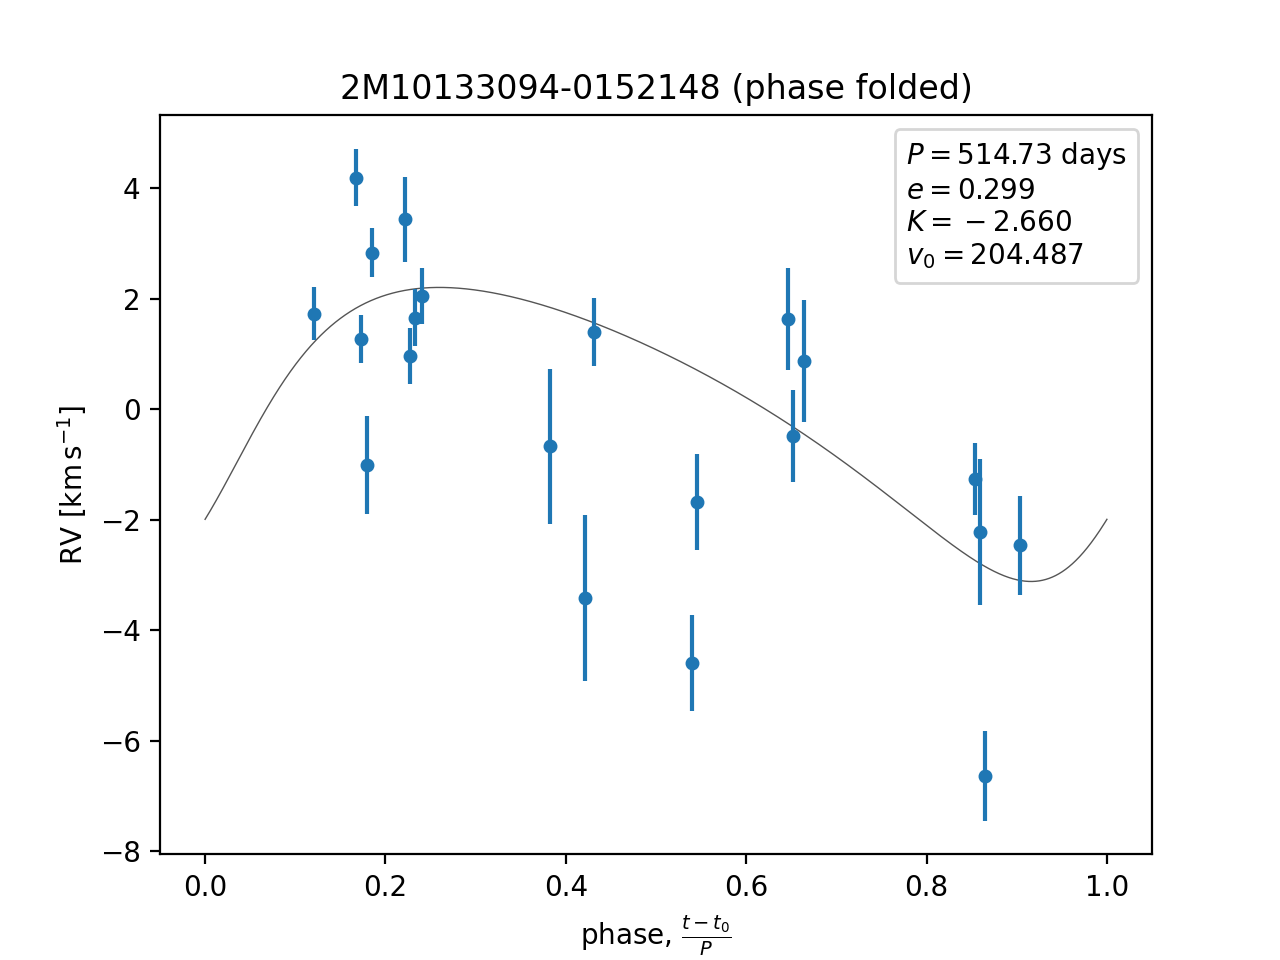 2M10133094-0152148 (phase folded)
P = 514.73 days
e = 0.299
K = −2.660
v₀ = 204.487
RV [km s⁻¹]
4
2
0
−2
−4
−6
−8
0.0 0.2 0.4 0.6 0.8 1.0
phase, (t − t₀)/P